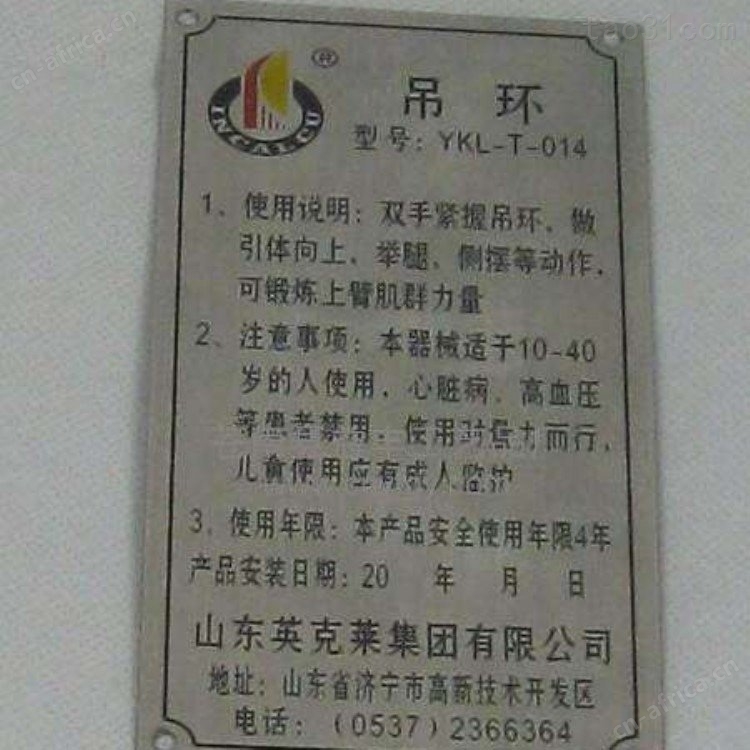 吊环
型号：YKL-T-014
1、使用说明：双手紧握吊环、做
引体向上、举腿、侧摆等动作，
可锻炼上臂肌群力量
2、注意事项：本器械适于10-40
岁的人使用，心脏病、高血压
等患者禁用，使用时量力而行，
儿童使用应有成人监护
3、使用年限：本产品安全使用年限4年
产品安装日期：20 年 月 日
山东英克莱集团有限公司
地址：山东省济宁市高新技术开发区
电话：（0537）2366364